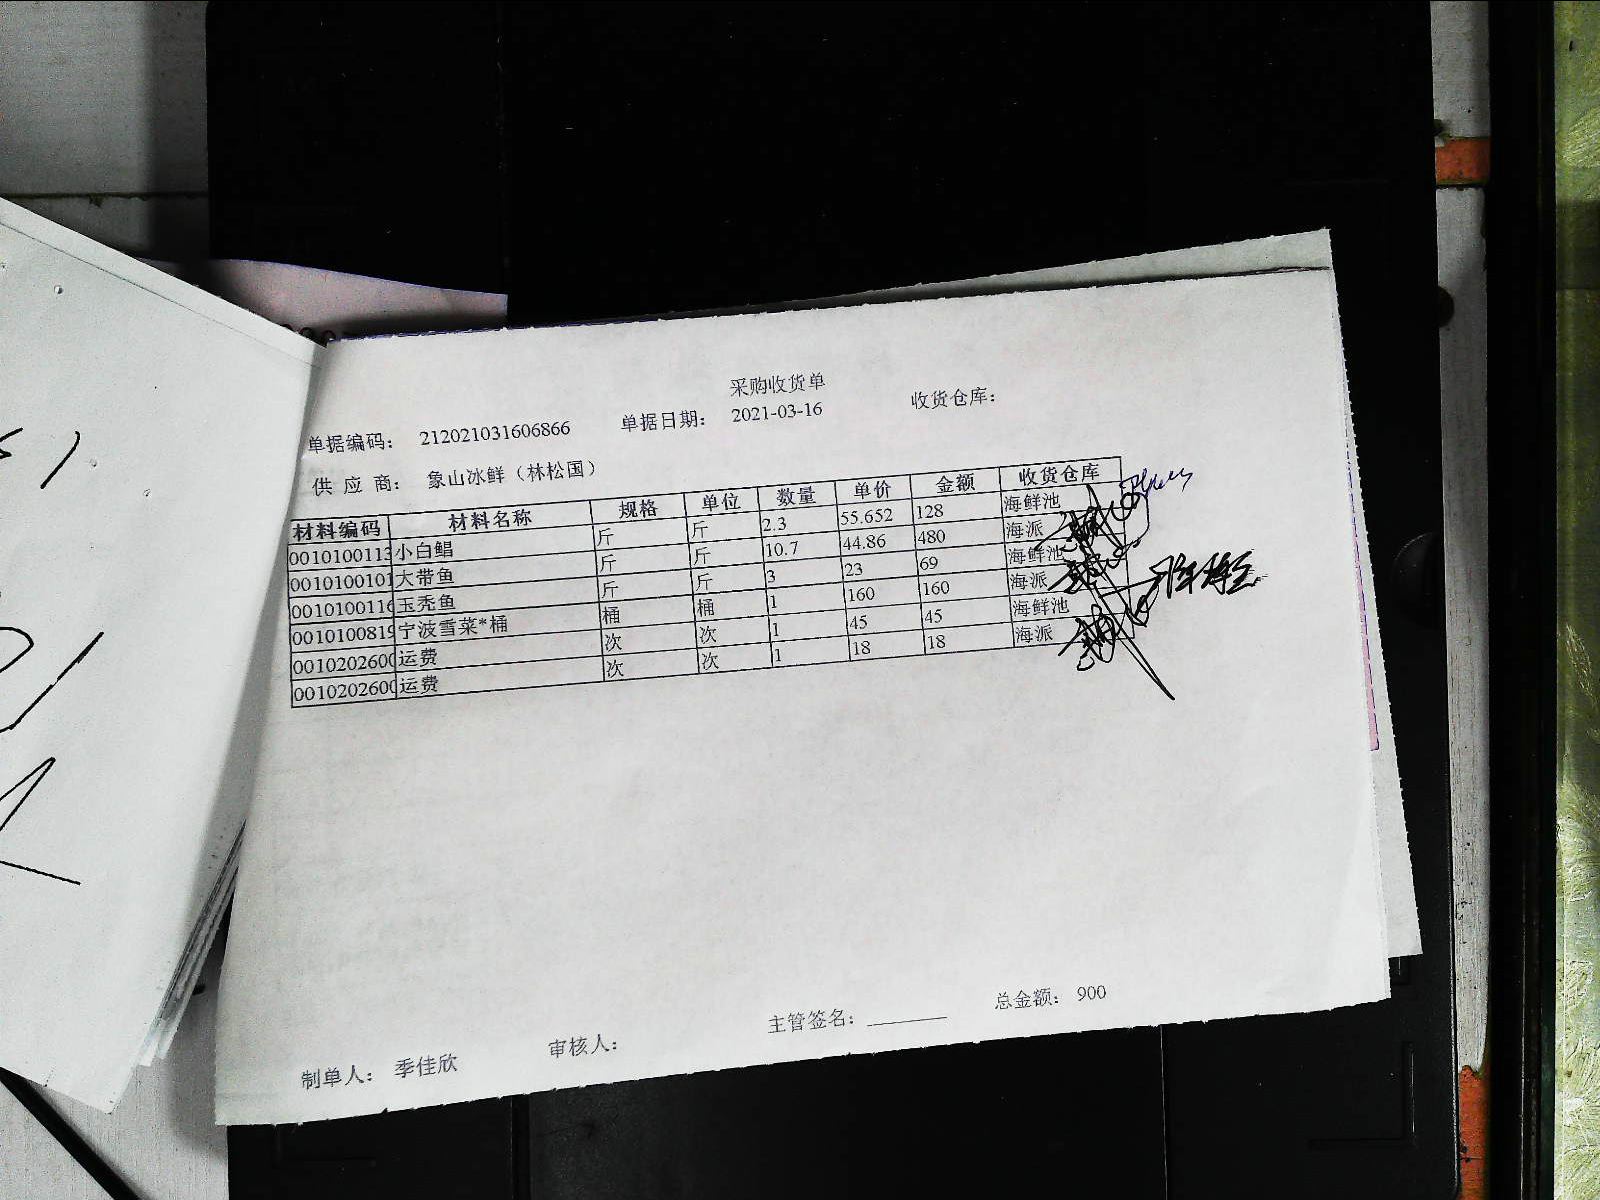 采购收货单
单据编码： 212021031606866 单据日期： 2021-03-16 收货仓库：
供 应 商： 象山冰鲜（林松国）
材料编码 材料名称 规格 单位 数量 单价 金额 收货仓库
0010100113 小白鲳 斤 斤 2.3 55.652 128 海鲜池
0010100101 大带鱼 斤 斤 10.7 44.86 480 海派
0010100116 玉秃鱼 斤 斤 3 23 69 海鲜池
0010100819 宁波雪菜*桶 桶 桶 1 160 160 海派
0010202600 运费 次 次 1 45 45 海鲜池
0010202600 运费 次 次 1 18 18 海派
制单人： 季佳欣 审核人： 主管签名： 总金额： 900